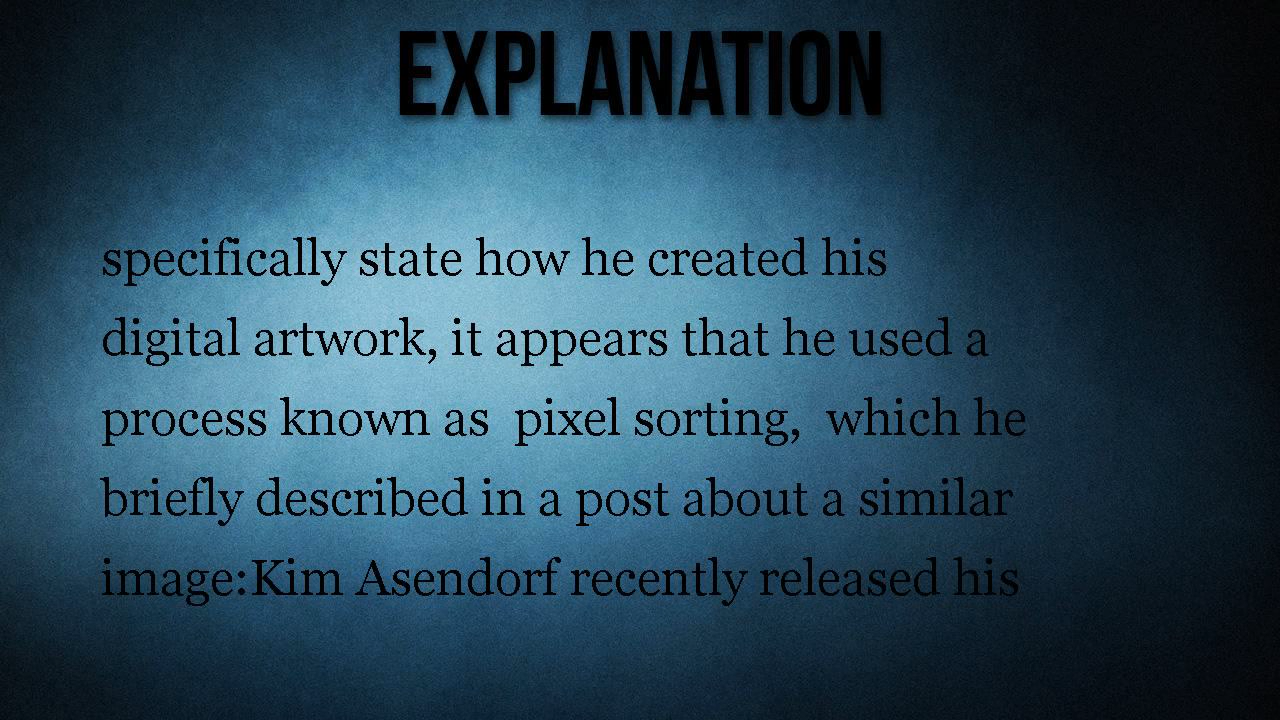 EXPLANATION
specifically state how he created his
digital artwork, it appears that he used a
process known as  pixel sorting,  which he
briefly described in a post about a similar
image:Kim Asendorf recently released his